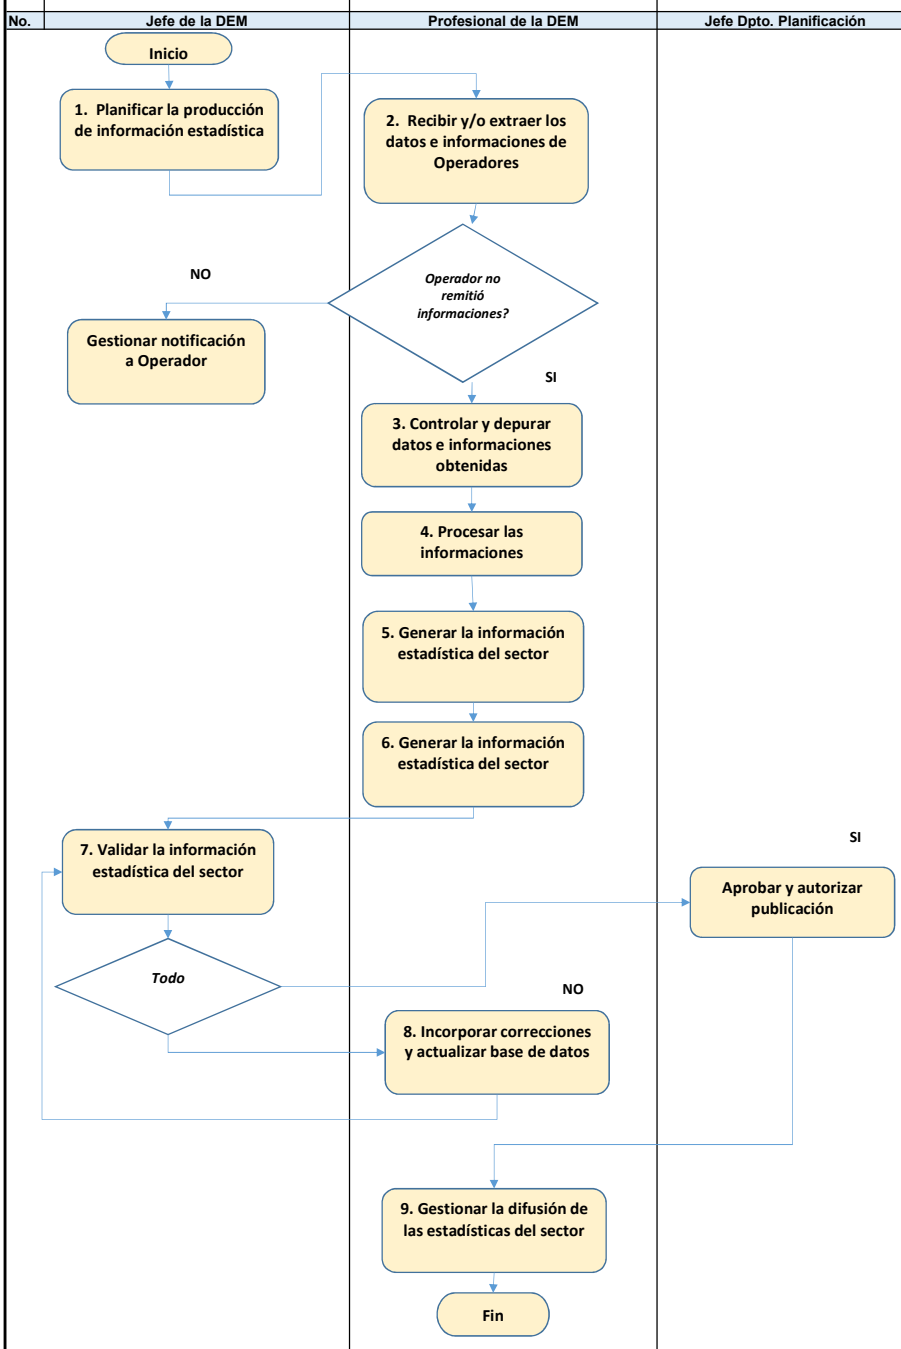 No. Jefe de la DEM Profesional de la DEM Jefe Dpto. Planificación
Inicio
1. Planificar la producción
de información estadística
2. Recibir y/o extraer los
datos e informaciones de
Operadores
NO
Operador no
remitió
informaciones?
Gestionar notificación
a Operador
SI
3. Controlar y depurar
datos e informaciones
obtenidas
4. Procesar las
informaciones
5. Generar la información
estadística del sector
6. Generar la información
estadística del sector
7. Validar la información
estadística del sector
SI
Aprobar y autorizar
publicación
Todo
NO
8. Incorporar correcciones
y actualizar base de datos
9. Gestionar la difusión de
las estadísticas del sector
Fin